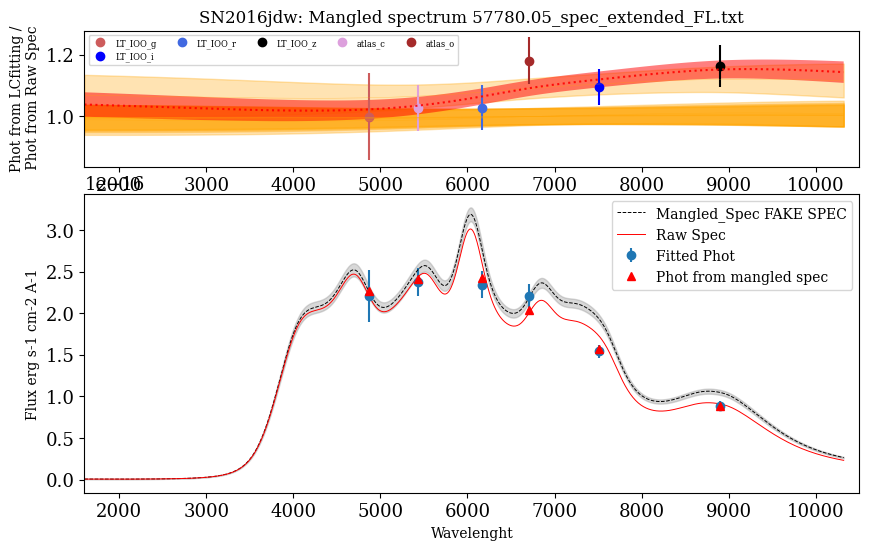 SN2016jdw: Mangled spectrum 57780.05_spec_extended_FL.txt
Phot from LCfitting /
Phot from Raw Spec
LT_IOO_g
LT_IOO_i
LT_IOO_r
LT_IOO_z
atlas_c
atlas_o
1.2
1.0
2000 3000 4000 5000 6000 7000 8000 9000 10000
1e−16
Flux erg s-1 cm-2 A-1
3.0
2.5
2.0
1.5
1.0
0.5
0.0
Mangled_Spec FAKE SPEC
Raw Spec
Fitted Phot
Phot from mangled spec
2000 3000 4000 5000 6000 7000 8000 9000 10000
Wavelenght